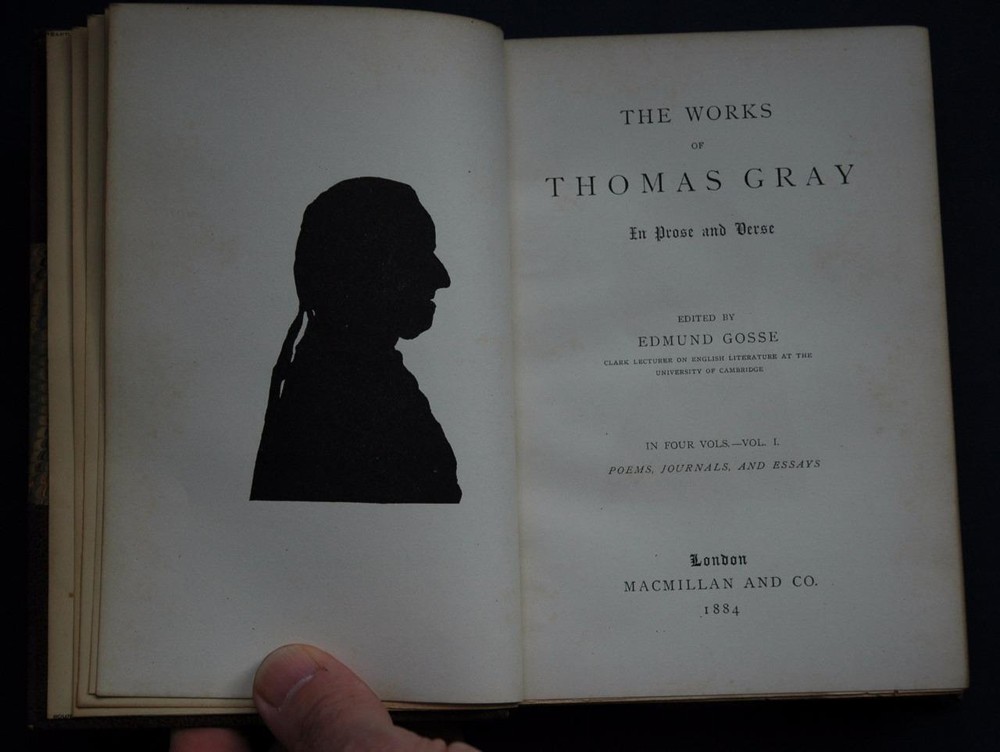 THE WORKS
OF
THOMAS GRAY
In Prose and Verse
EDITED BY
EDMUND GOSSE
CLARK LECTURER ON ENGLISH LITERATURE AT THE
UNIVERSITY OF CAMBRIDGE
IN FOUR VOLS.—VOL. I.
POEMS, JOURNALS, AND ESSAYS
London
MACMILLAN AND CO.
1884